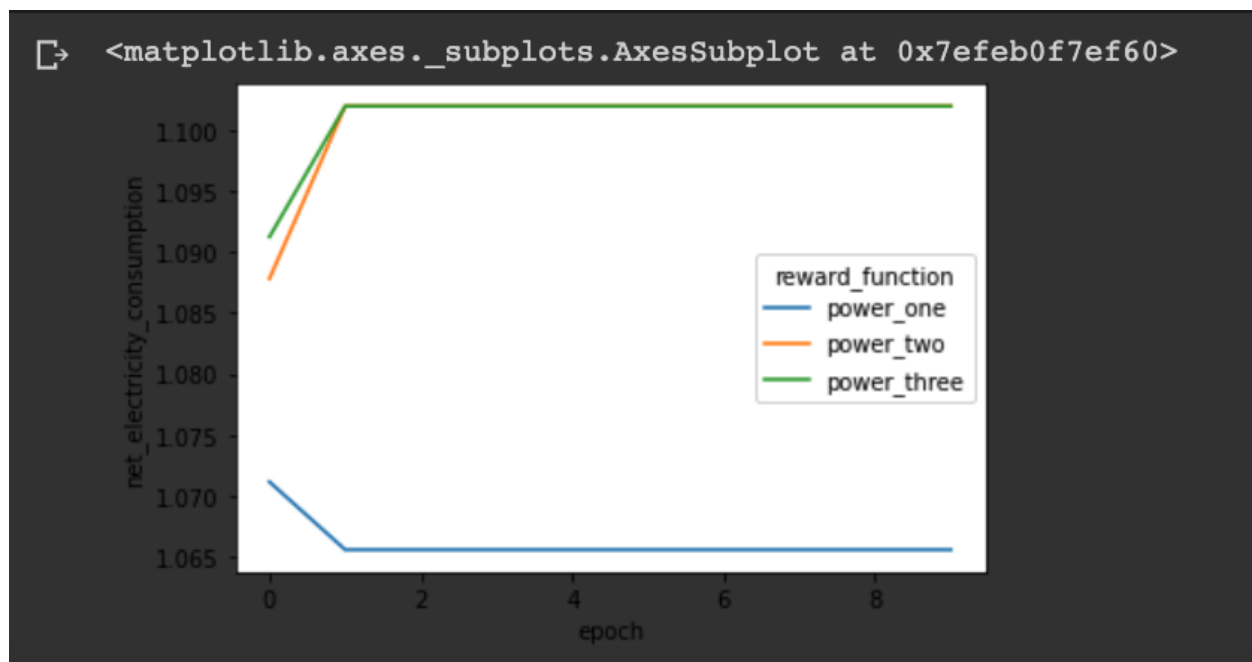 <matplotlib.axes._subplots.AxesSubplot at 0x7efeb0f7ef60>
1.100
1.095
1.090
1.085
1.080
1.075
1.070
1.065
net_electricity_consumption
reward_function
power_one
power_two
power_three
0 2 4 6 8
epoch